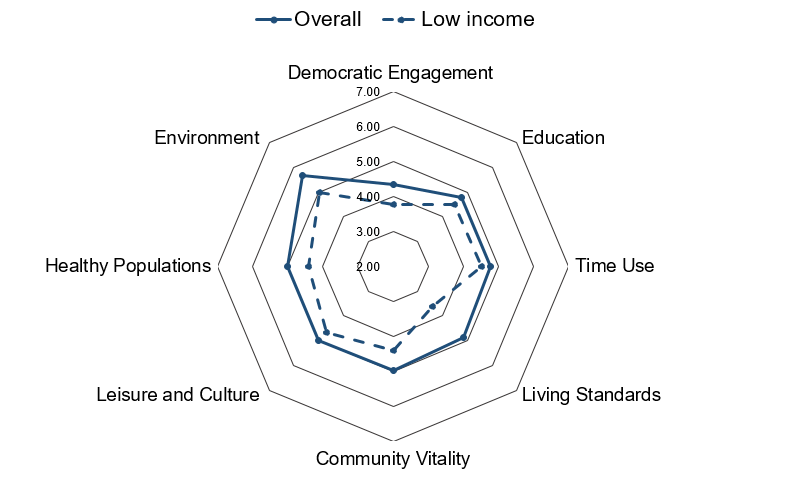 Overall Low income
Democratic Engagement
7.00
6.00
Environment
Education
5.00
4.00
3.00
Healthy Populations
2.00
Time Use
Leisure and Culture
Living Standards
Community Vitality